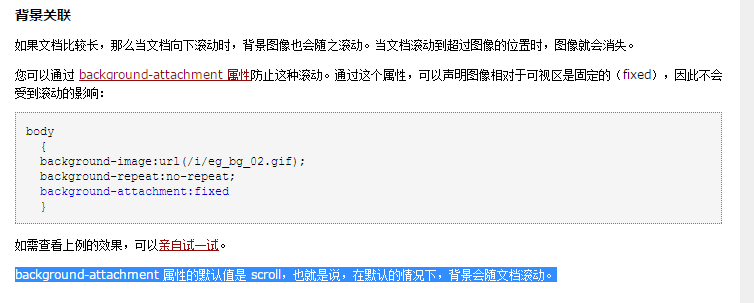 背景关联
如果文档比较长，那么当文档向下滚动时，背景图像也会随之滚动。当文档滚动到超过图像的位置时，图像就会消失。
您可以通过 background-attachment 属性防止这种滚动。通过这个属性，可以声明图像相对于可视区是固定的（fixed），因此不会
受到滚动的影响：
body
{
background-image:url(/i/eg_bg_02.gif);
background-repeat:no-repeat;
background-attachment:fixed
}
如需查看上例的效果，可以亲自试一试。
background-attachment 属性的默认值是 scroll，也就是说，在默认的情况下，背景会随文档滚动。